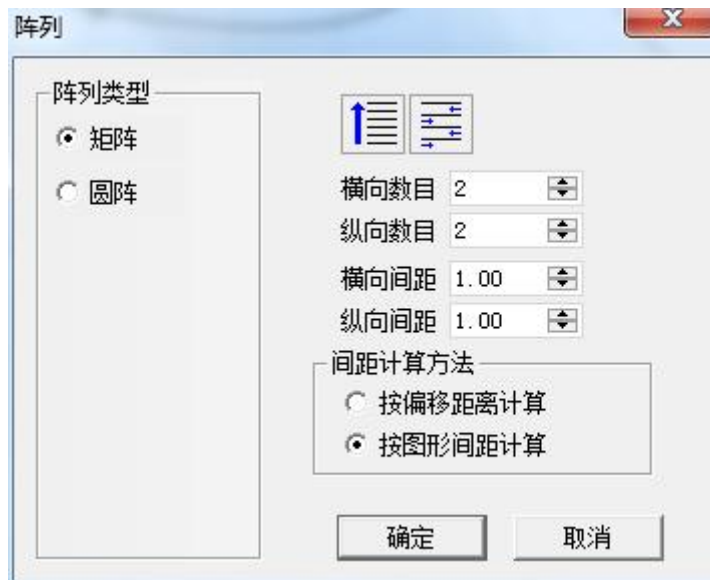 阵列
阵列类型
矩阵
圆阵
横向数目 2
纵向数目 2
横向间距 1.00
纵向间距 1.00
间距计算方法
按偏移距离计算
按图形间距计算
确定 取消